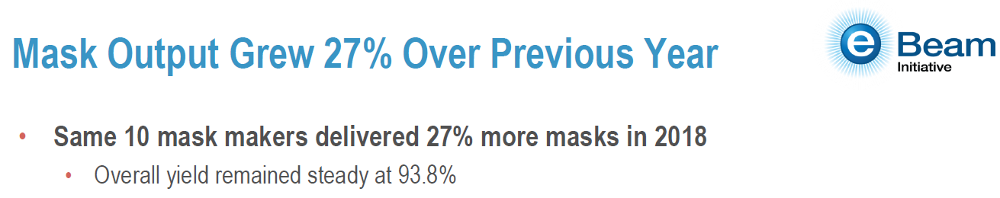 Mask Output Grew 27% Over Previous Year
e Beam
Initiative
• Same 10 mask makers delivered 27% more masks in 2018
• Overall yield remained steady at 93.8%